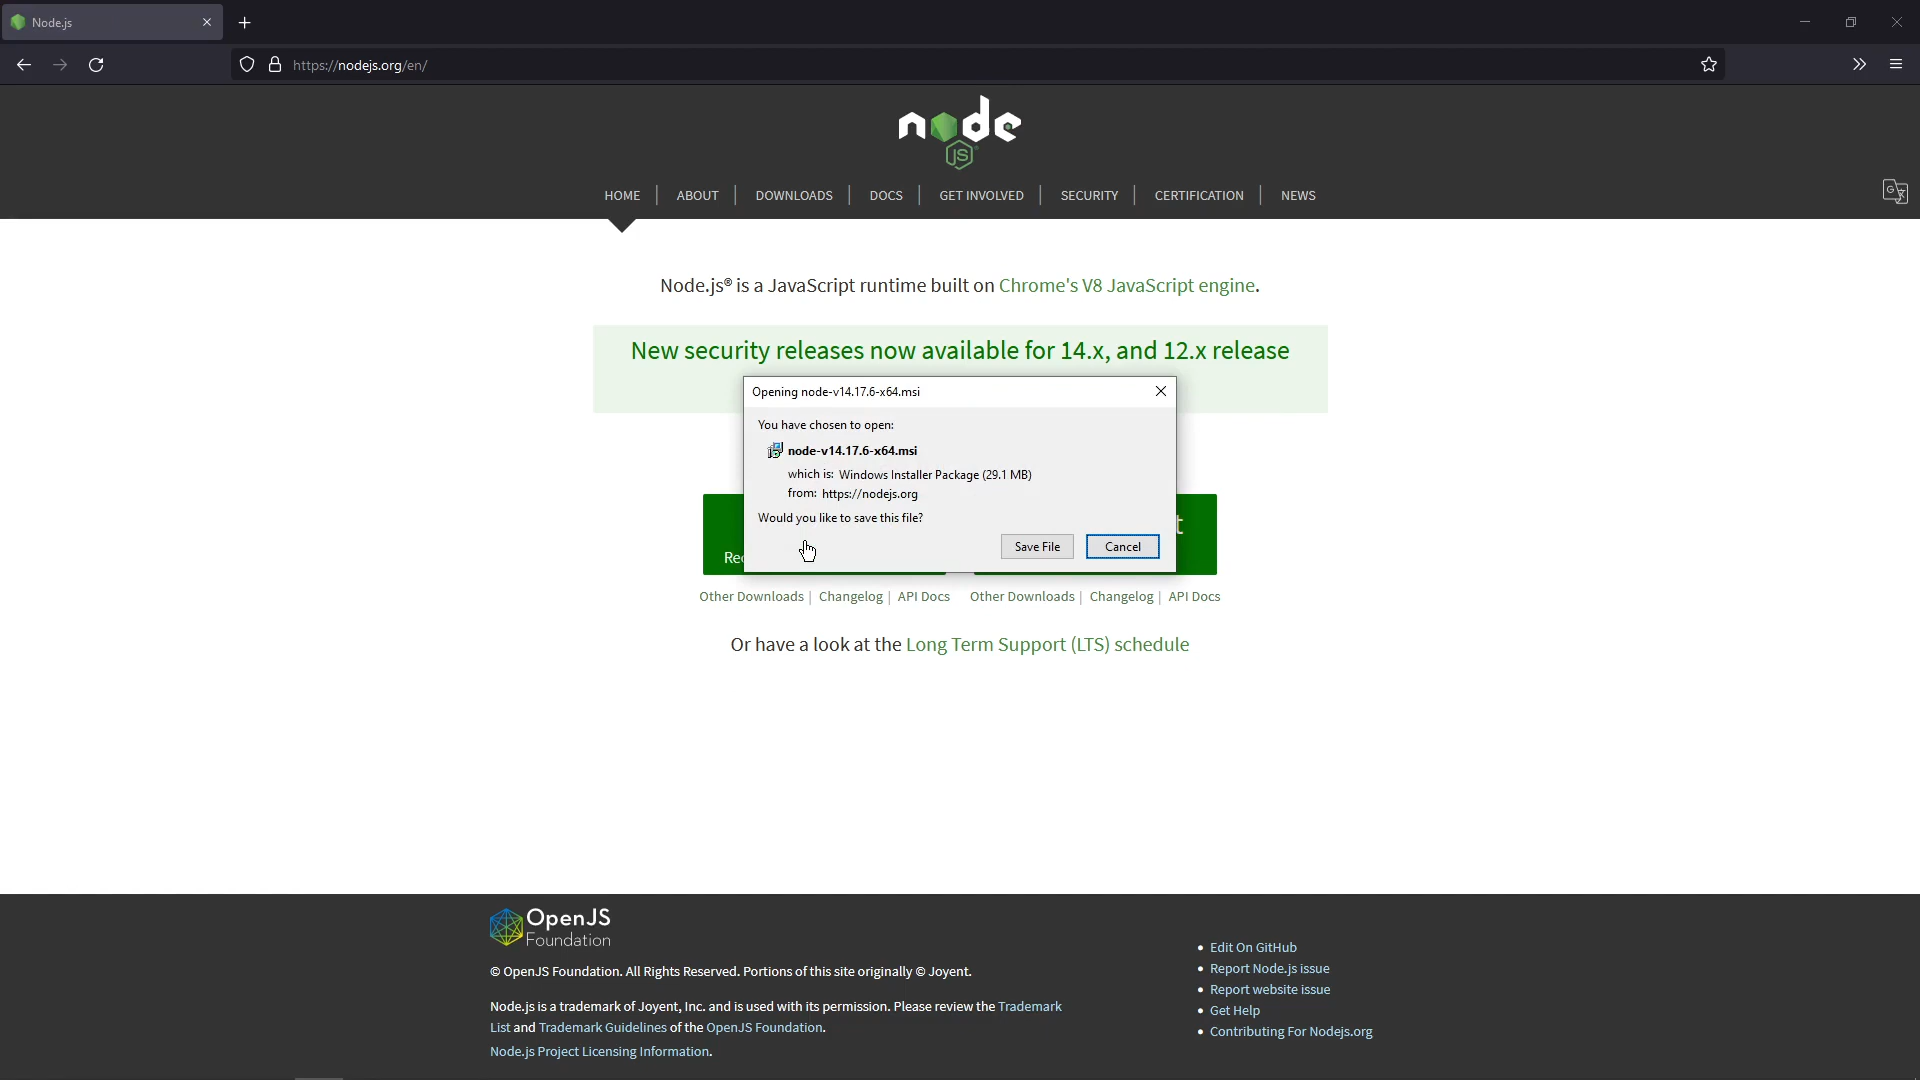 Node.js
https://nodejs.org/en/
node
JS
HOME
ABOUT
DOWNLOADS
DOCS
GET INVOLVED
SECURITY
CERTIFICATION
NEWS
Node.js® is a JavaScript runtime built on Chrome's V8 JavaScript engine.
New security releases now available for 14.x, and 12.x release
Opening node-v14.17.6-x64.msi
You have chosen to open:
node-v14.17.6-x64.msi
which is: Windows Installer Package (29.1 MB)
from: https://nodejs.org
Would you like to save this file?
Save File
Cancel
Other Downloads | Changelog | API Docs
Other Downloads | Changelog | API Docs
Or have a look at the Long Term Support (LTS) schedule
OpenJS
Foundation
© OpenJS Foundation. All Rights Reserved. Portions of this site originally © Joyent.
Node.js is a trademark of Joyent, Inc. and is used with its permission. Please review the Trademark
List and Trademark Guidelines of the OpenJS Foundation.
Node.js Project Licensing Information.
Edit On GitHub
Report Node.js issue
Report website issue
Get Help
Contributing For Nodejs.org